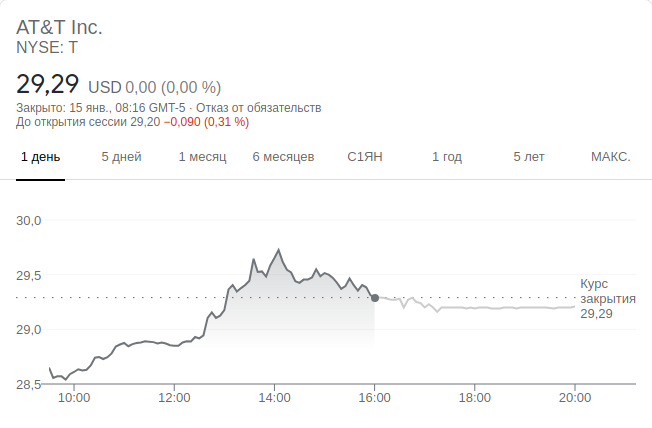 AT&T Inc.
NYSE: T
29,29 USD 0,00 (0,00 %)
Закрыто: 15 янв., 08:16 GMT-5 · Отказ от обязательств
До открытия сессии 29,20 −0,090 (0,31 %)
1 день 5 дней 1 месяц 6 месяцев С1ЯН 1 год 5 лет МАКС.
30,0
29,5
Курс
закрытия
29,29
29,0
28,5
10:00 12:00 14:00 16:00 18:00 20:00